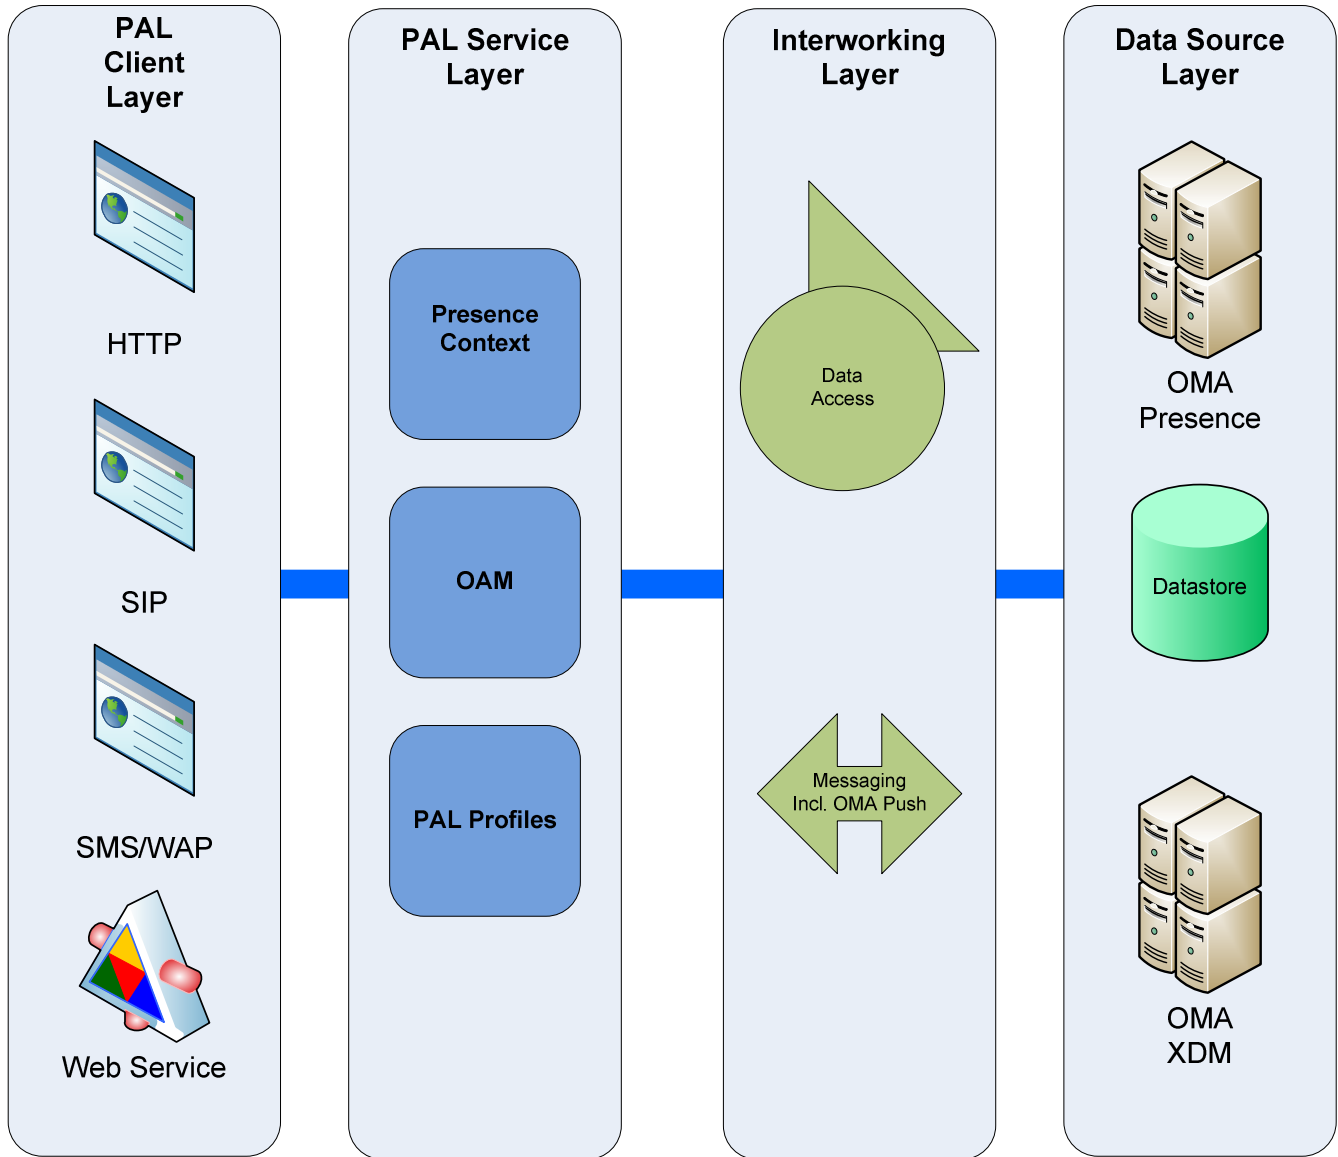 PAL
Client
Layer
HTTP
SIP
SMS/WAP
Web Service
PAL Service
Layer
Presence
Context
OAM
PAL Profiles
Interworking
Layer
Data
Access
Messaging
Incl. OMA Push
Data Source
Layer
OMA
Presence
Datastore
OMA
XDM